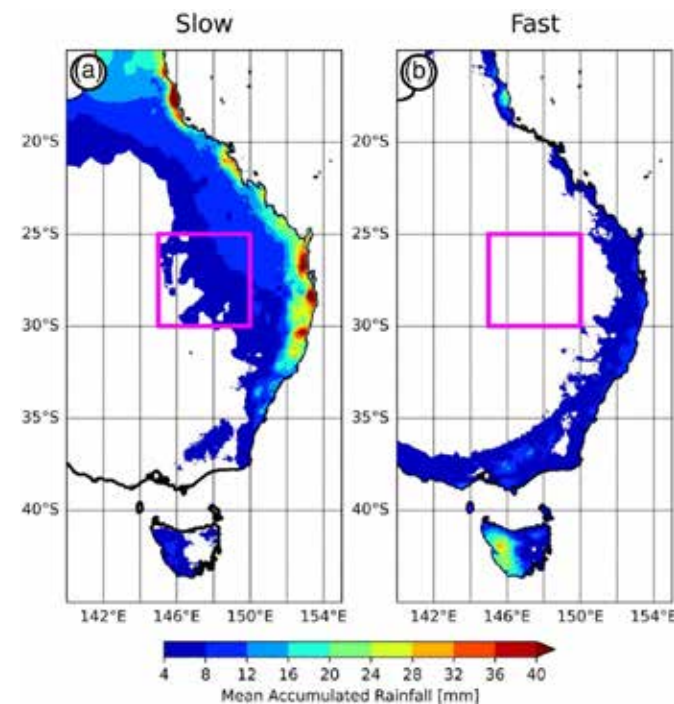 Slow Fast
(a) (b)
20°S 20°S
25°S 25°S
30°S 30°S
35°S 35°S
40°S 40°S
142°E 146°E 150°E 154°E 142°E 146°E 150°E 154°E
4 8 12 16 20 24 28 32 36 40
Mean Accumulated Rainfall [mm]